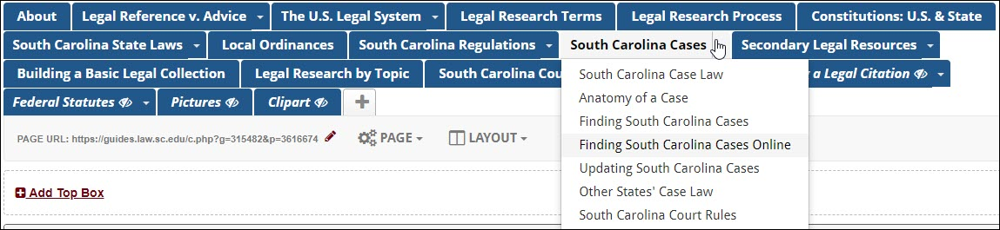 About Legal Reference v. Advice The U.S. Legal System Legal Research Terms Legal Research Process Constitutions: U.S. & State
South Carolina State Laws Local Ordinances South Carolina Regulations South Carolina Cases Secondary Legal Resources
Building a Basic Legal Collection Legal Research by Topic South Carolina a Legal Citation
Federal Statutes Pictures Clipart +
PAGE URL: https://guides.law.sc.edu/c.php?g=315482&p=3616674 PAGE LAYOUT
Add Top Box
South Carolina Case Law
Anatomy of a Case
Finding South Carolina Cases
Finding South Carolina Cases Online
Updating South Carolina Cases
Other States' Case Law
South Carolina Court Rules